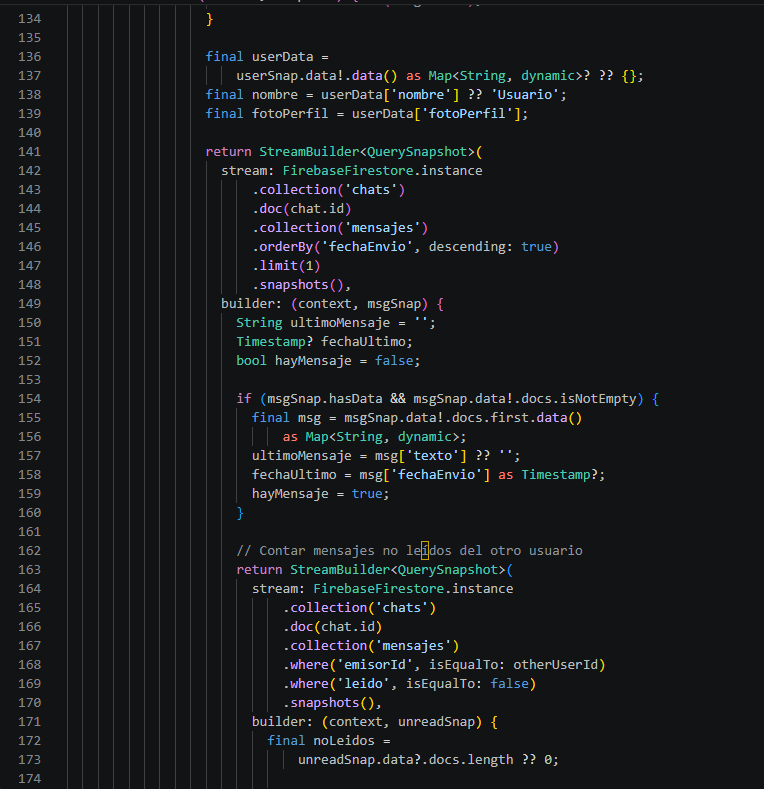 134 }
135
136 final userData =
137 userSnap.data!.data() as Map<String, dynamic>? ?? {};
138 final nombre = userData['nombre'] ?? 'Usuario';
139 final fotoPerfil = userData['fotoPerfil'];
140
141 return StreamBuilder<QuerySnapshot>(
142 stream: FirebaseFirestore.instance
143 .collection('chats')
144 .doc(chat.id)
145 .collection('mensajes')
146 .orderBy('fechaEnvio', descending: true)
147 .limit(1)
148 .snapshots(),
149 builder: (context, msgSnap) {
150 String ultimoMensaje = '';
151 Timestamp? fechaUltimo;
152 bool hayMensaje = false;
153
154 if (msgSnap.hasData && msgSnap.data!.docs.isNotEmpty) {
155 final msg = msgSnap.data!.docs.first.data()
156 as Map<String, dynamic>;
157 ultimoMensaje = msg['texto'] ?? '';
158 fechaUltimo = msg['fechaEnvio'] as Timestamp?;
159 hayMensaje = true;
160 }
161
162 // Contar mensajes no leídos del otro usuario
163 return StreamBuilder<QuerySnapshot>(
164 stream: FirebaseFirestore.instance
165 .collection('chats')
166 .doc(chat.id)
167 .collection('mensajes')
168 .where('emisorId', isEqualTo: otherUserId)
169 .where('leido', isEqualTo: false)
170 .snapshots(),
171 builder: (context, unreadSnap) {
172 final noLeidos =
173 unreadSnap.data?.docs.length ?? 0;
174